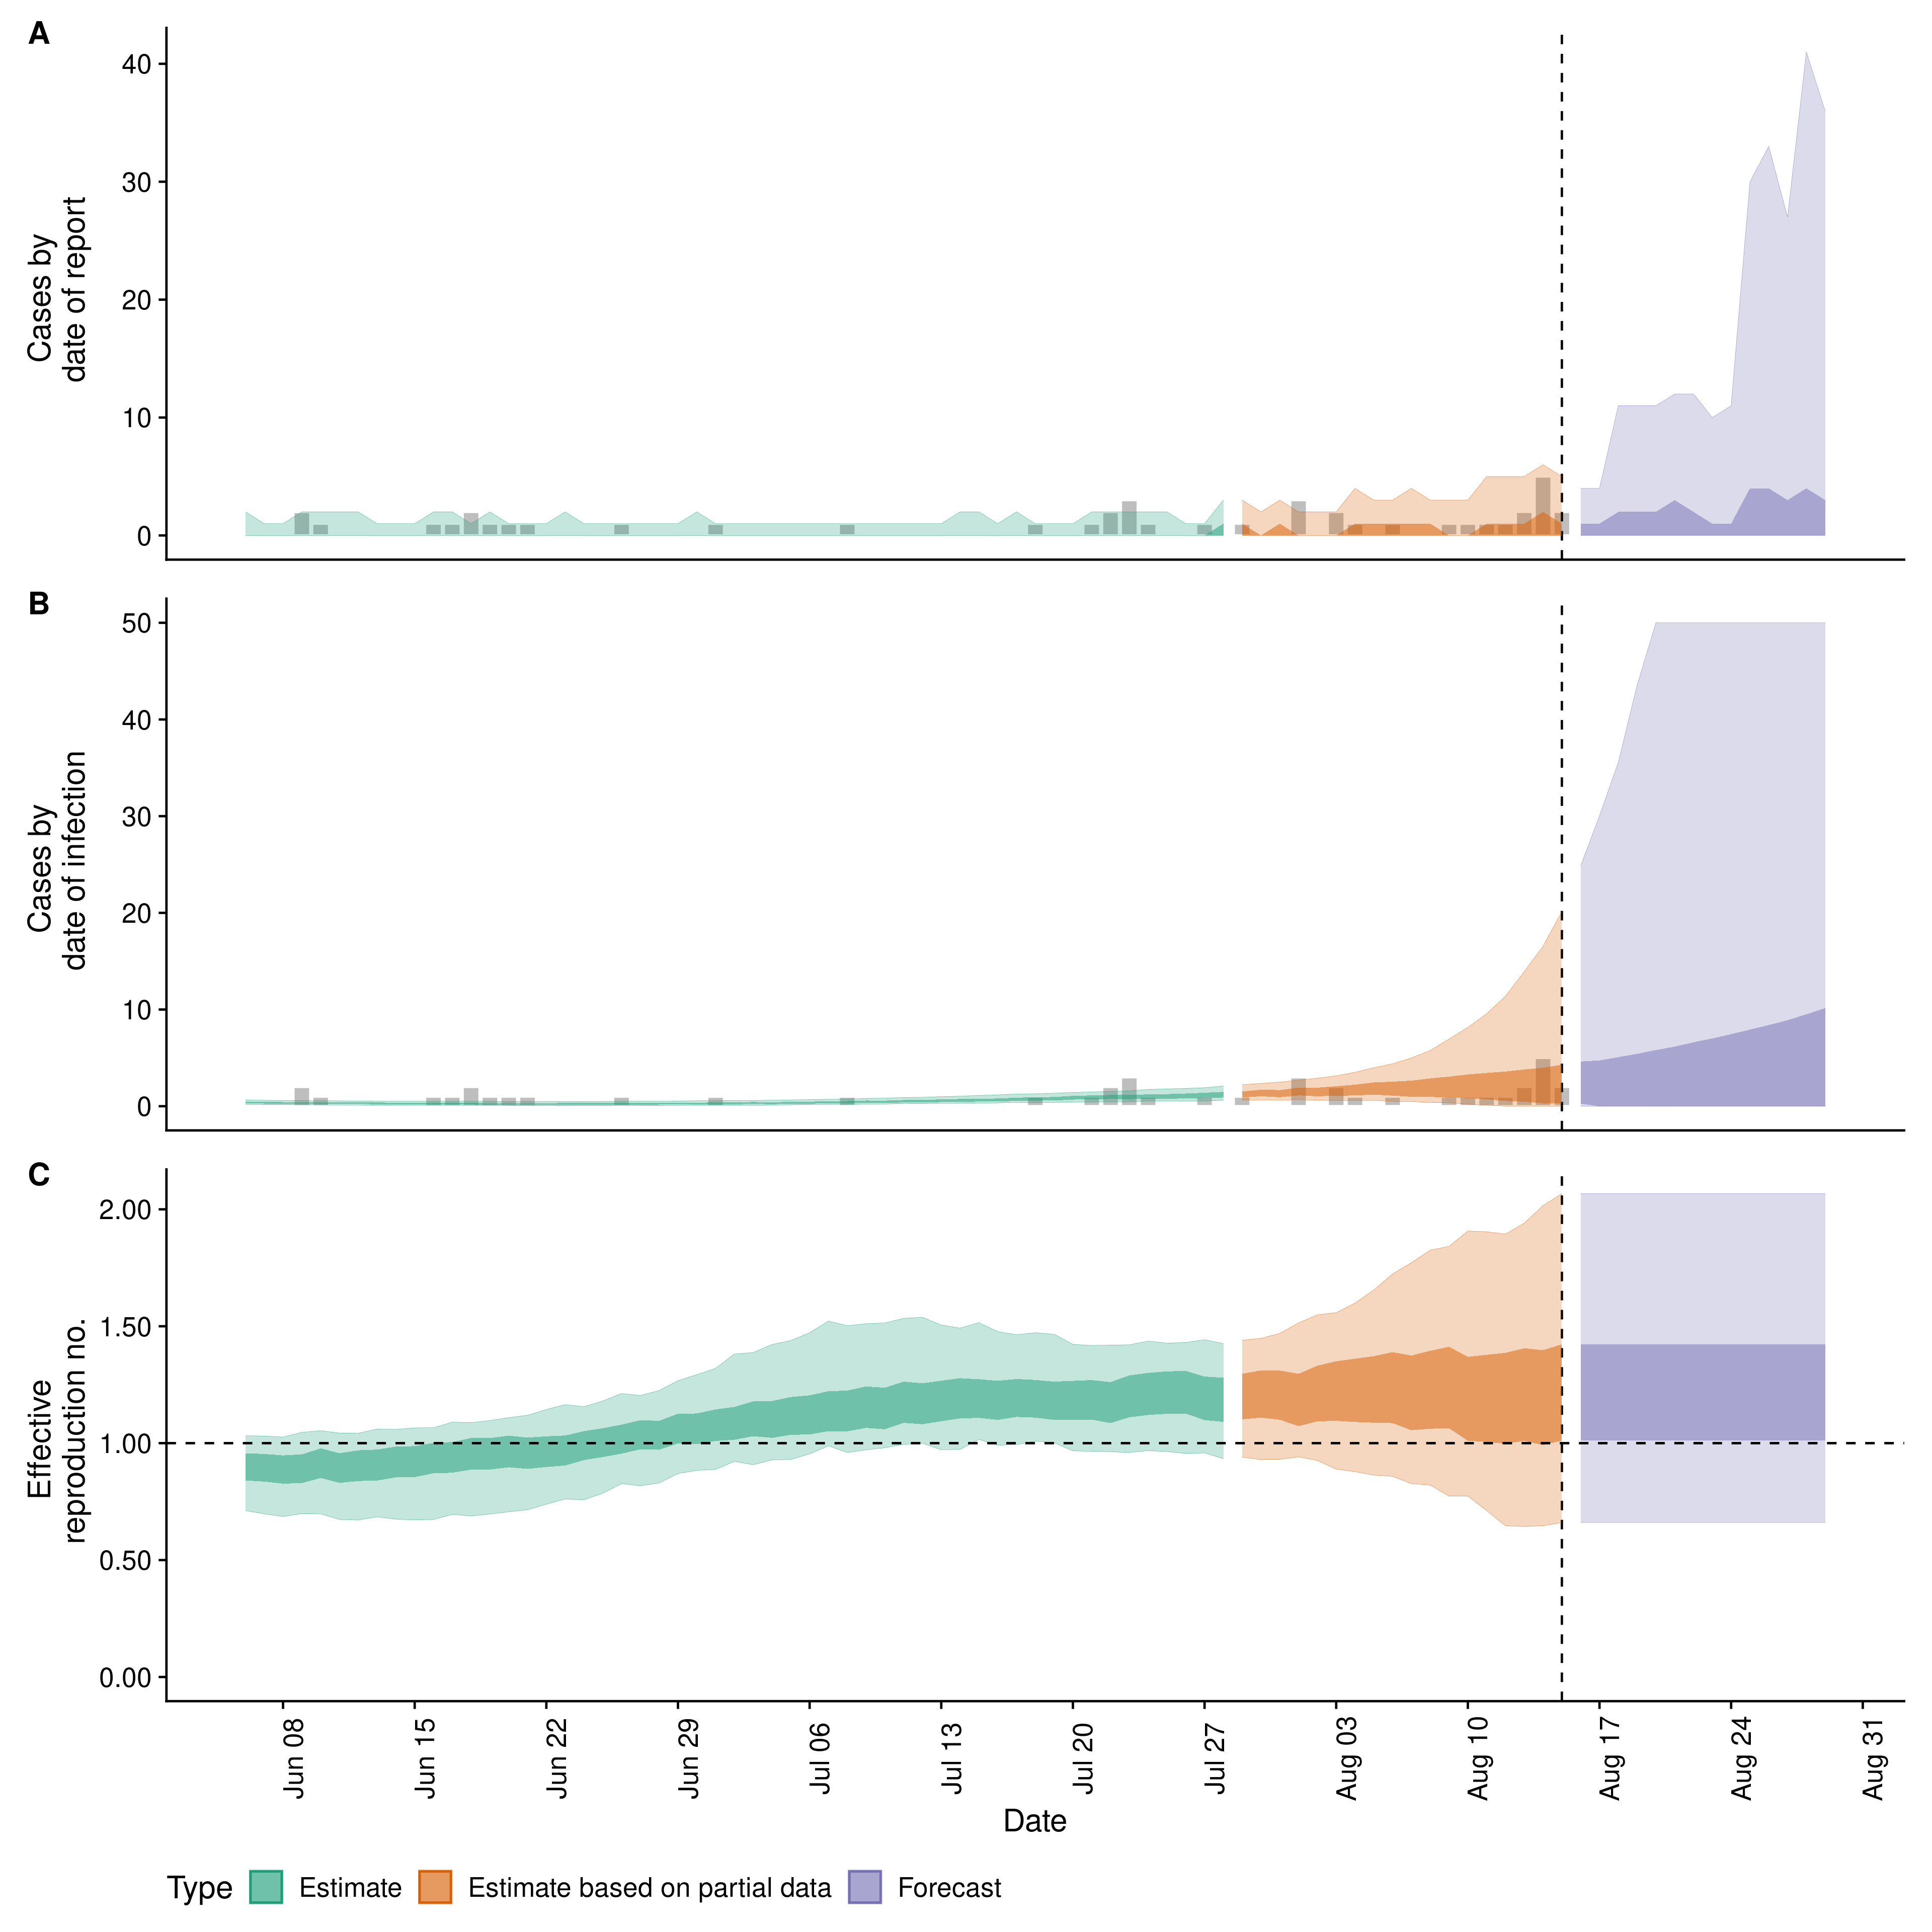 A
40
30
20
10
0
Cases by
date of report
B
50
40
30
20
10
0
Cases by
date of infection
C
2.00
1.50
1.00
0.50
0.00
Effective
reproduction no.
Jun 08
Jun 15
Jun 22
Jun 29
Jul 06
Jul 13
Jul 20
Jul 27
Aug 03
Aug 10
Aug 17
Aug 24
Aug 31
Date
Type Estimate Estimate based on partial data Forecast